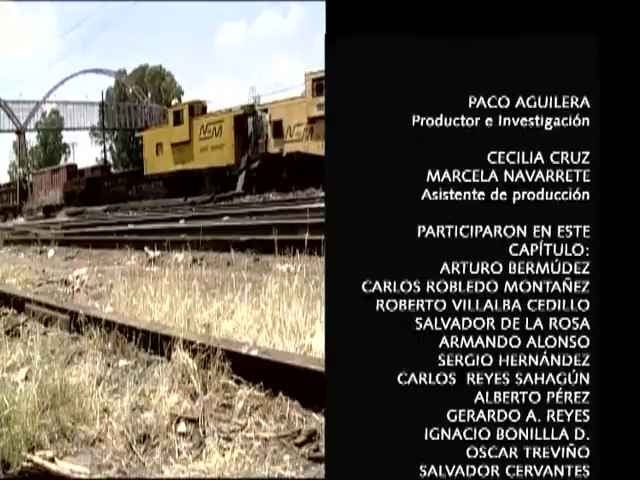 NdeM
PACO AGUILERA
Productor e Investigación
CECILIA CRUZ
MARCELA NAVARRETE
Asistente de producción
PARTICIPARON EN ESTE
CAPÍTULO:
ARTURO BERMÚDEZ
CARLOS ROBLEDO MONTAÑEZ
ROBERTO VILLALBA CEDILLO
SALVADOR DE LA ROSA
ARMANDO ALONSO
SERGIO HERNÁNDEZ
CARLOS REYES SAHAGÚN
ALBERTO PÉREZ
GERARDO A. REYES
IGNACIO BONILLLA D.
OSCAR TREVIÑO
SALVADOR CERVANTES